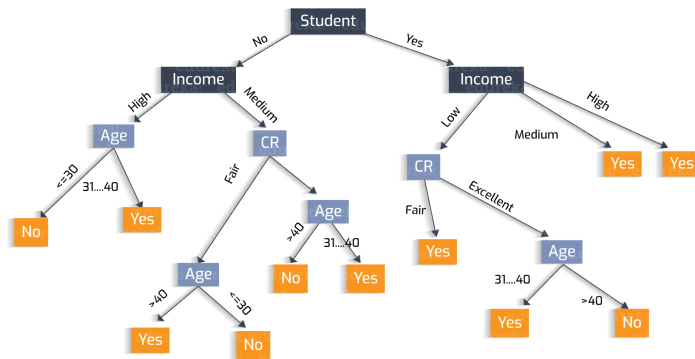 Student
No
Yes
Income
Income
High
Medium
Low
Medium
High
Age
CR
CR
Yes
Yes
<=30
31....40
Fair
Fair
Excellent
No
Yes
Age
Yes
Age
>40
31....40
Age
No
Yes
31....40
>40
>40
<=30
Yes
No
Yes
No